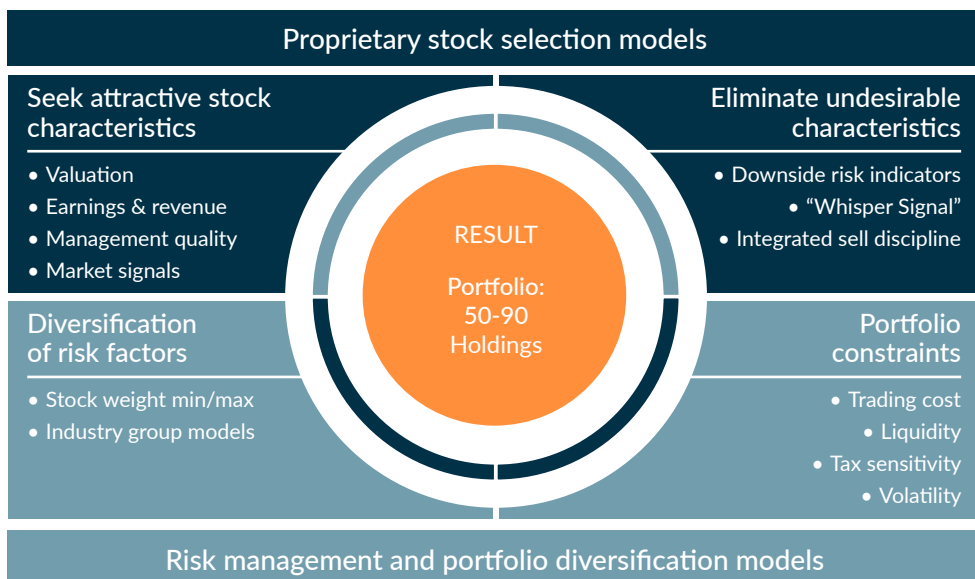 Proprietary stock selection models
Seek attractive stock
characteristics
• Valuation
• Earnings & revenue
• Management quality
• Market signals
Eliminate undesirable
characteristics
• Downside risk indicators
• “Whisper Signal”
• Integrated sell discipline
RESULT
Portfolio:
50-90
Holdings
Diversification
of risk factors
• Stock weight min/max
• Industry group models
Portfolio
constraints
• Trading cost
• Liquidity
• Tax sensitivity
• Volatility
Risk management and portfolio diversification models